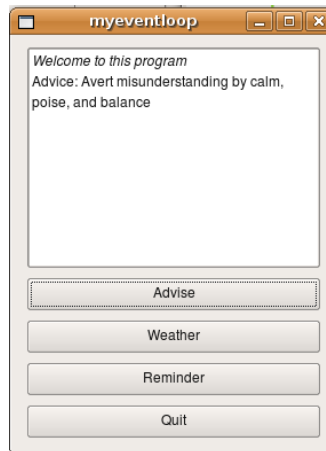 myeventloop
Welcome to this program
Advice: Avert misunderstanding by calm,
poise, and balance
Advise
Weather
Reminder
Quit